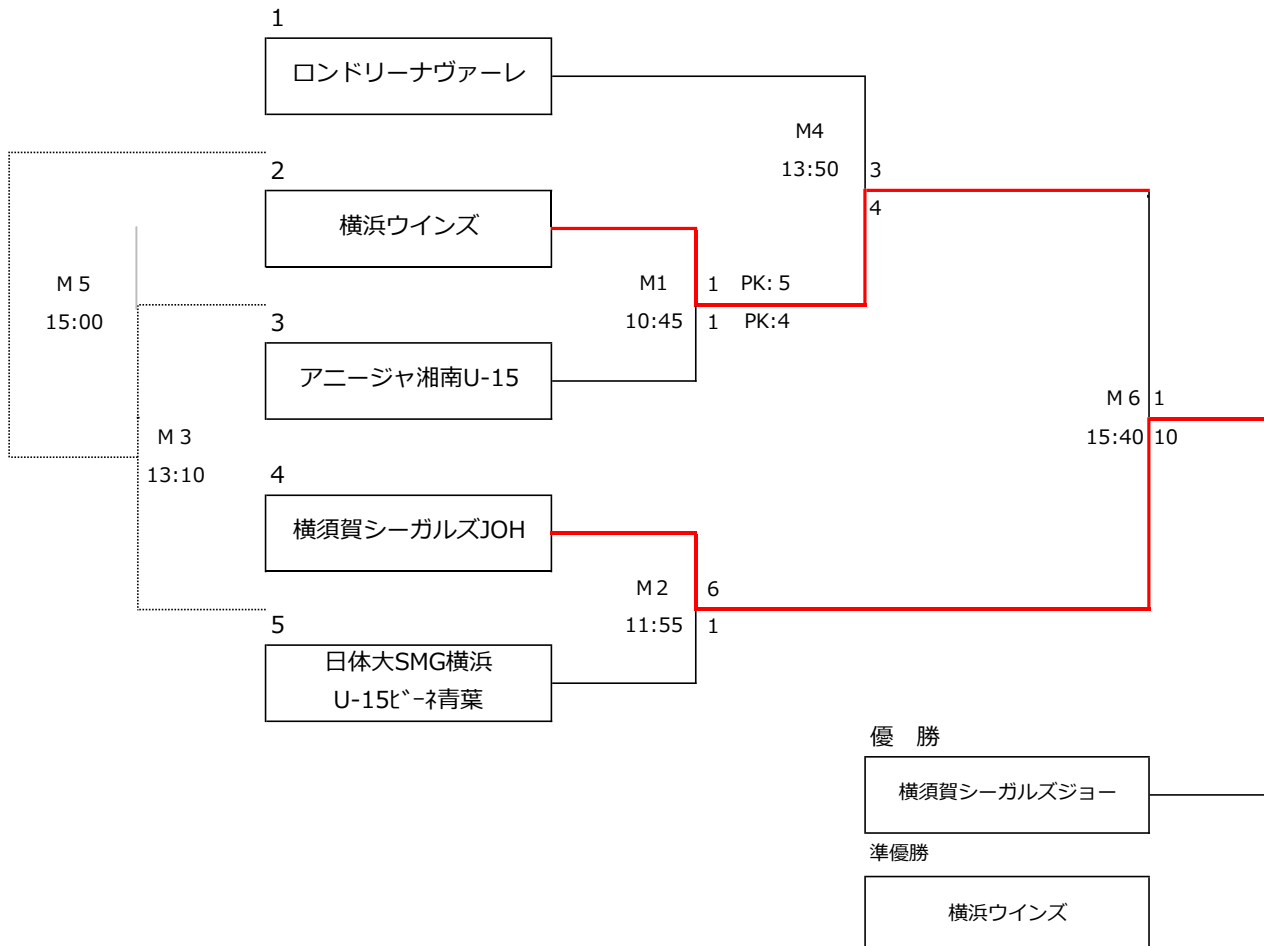 1
ロンドリーナヴァーレ
M4
13:50
3
4
2
横浜ウインズ
M 5
15:00
M1
10:45
1 PK: 5
1 PK:4
3
アニージャ湘南U-15
M 3
13:10
M 6 1
15:40 10
4
横須賀シーガルズJOH
M 2
11:55
6
1
5
日体大SMG横浜
U-15ﾋﾞｰﾈ青葉
優 勝
横須賀シーガルズジョー
準優勝
横浜ウインズ